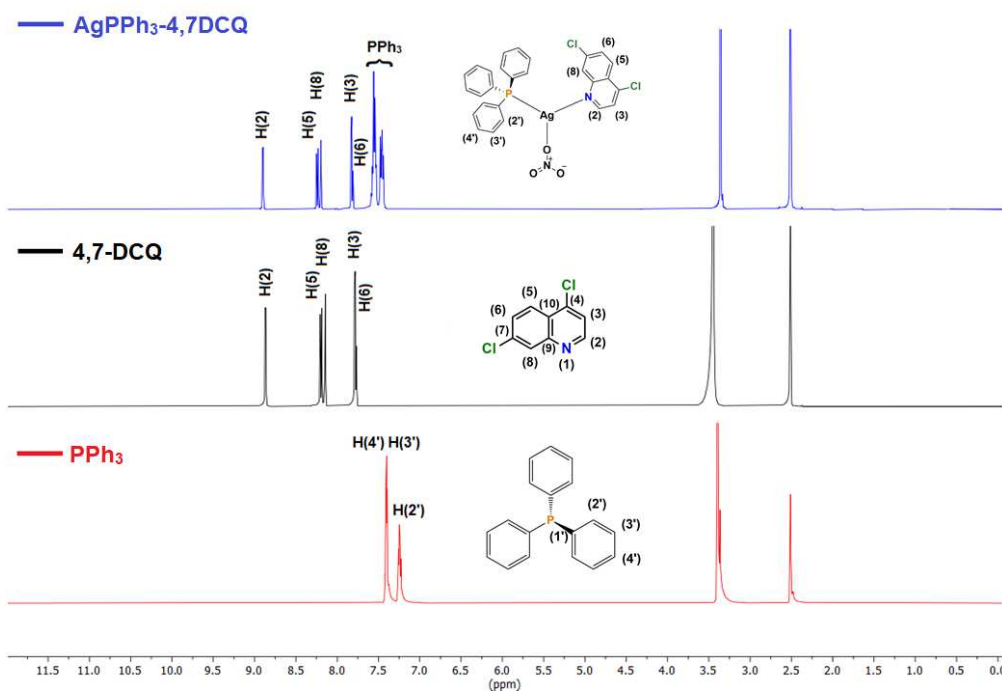 AgPPh₃-4,7DCQ
PPh₃
H(2)
H(5)
H(8)
H(3)
H(6)
Cl
(6)
(5)
(8)
Cl
P
N
(2')
Ag
(2)
(3)
(4')
(3')
O
N⁺
O
O⁻
4,7-DCQ
H(2)
H(5)
H(8)
H(3)
H(6)
Cl
(5)
(4)
(6)
(10)
(3)
(7)
(9)
(2)
Cl
N
(8)
(1)
PPh₃
H(4') H(3')
H(2')
P
(1')
(2')
(3')
(4')
11.5 11.0 10.5 10.0 9.5 9.0 8.5 8.0 7.5 7.0 6.5 6.0 5.5 5.0 4.5 4.0 3.5 3.0 2.5 2.0 1.5 1.0 0.5 0.0
(ppm)